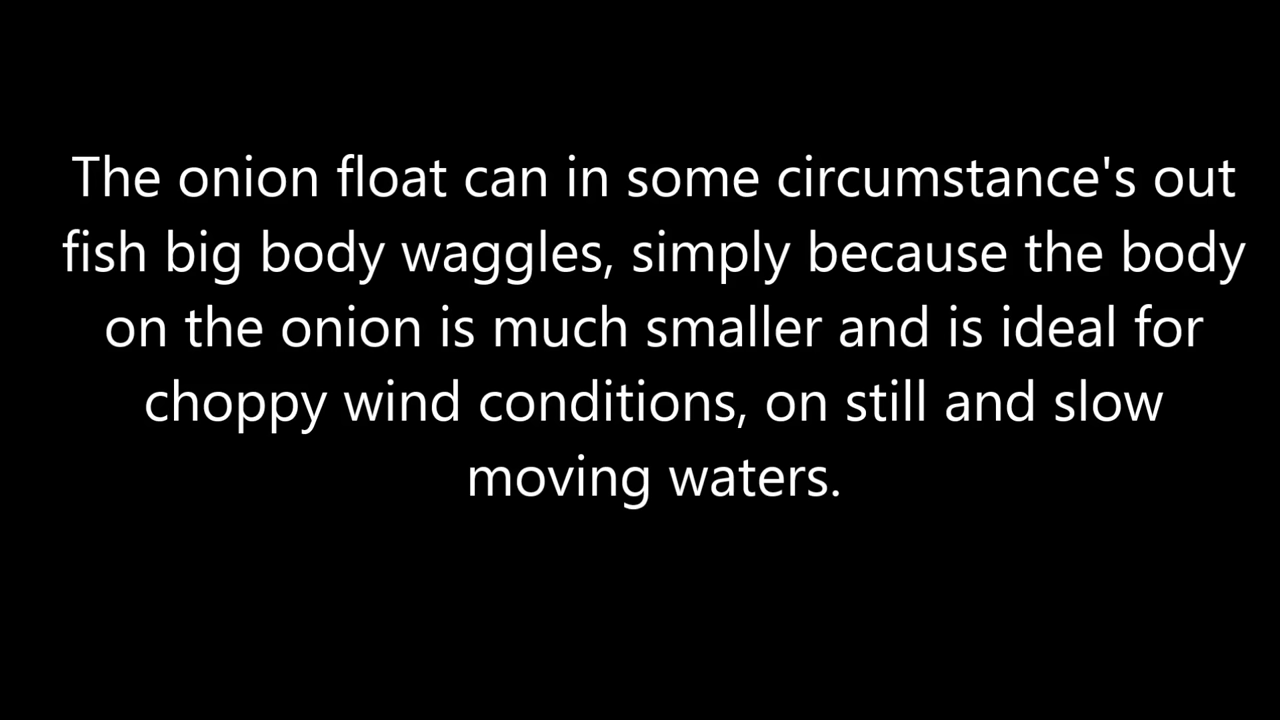 The onion float can in some circumstance's out
fish big body waggles, simply because the body
on the onion is much smaller and is ideal for
choppy wind conditions, on still and slow
moving waters.